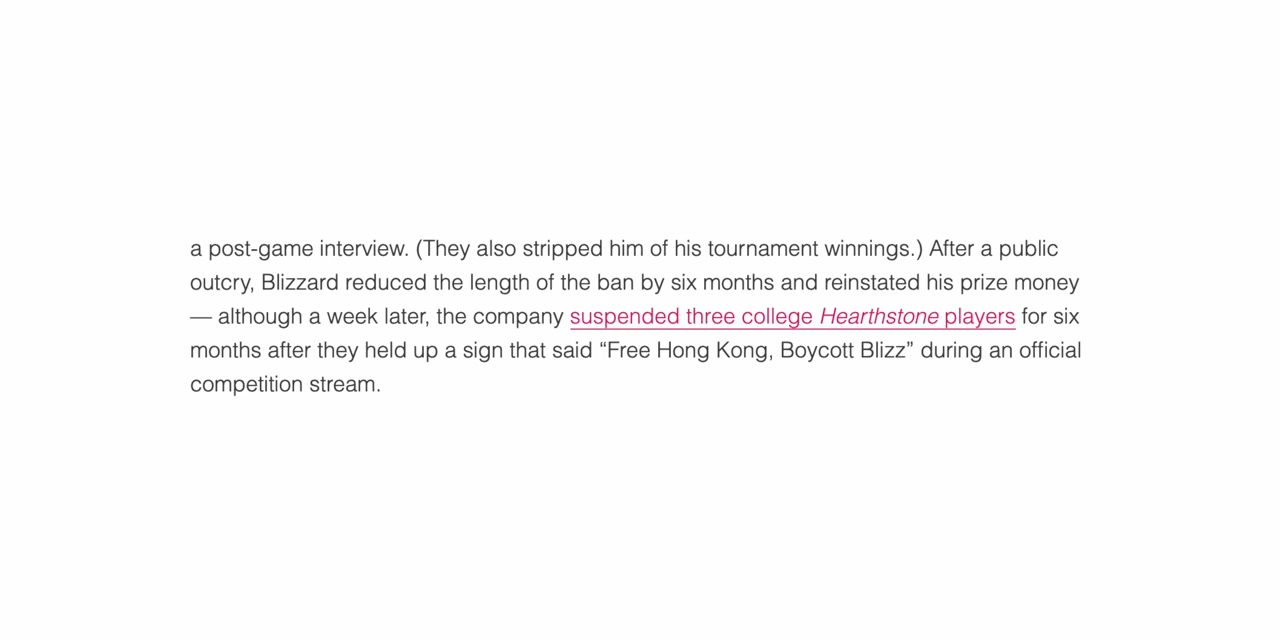 a post-game interview. (They also stripped him of his tournament winnings.) After a public
outcry, Blizzard reduced the length of the ban by six months and reinstated his prize money
— although a week later, the company suspended three college Hearthstone players for six
months after they held up a sign that said “Free Hong Kong, Boycott Blizz” during an official
competition stream.